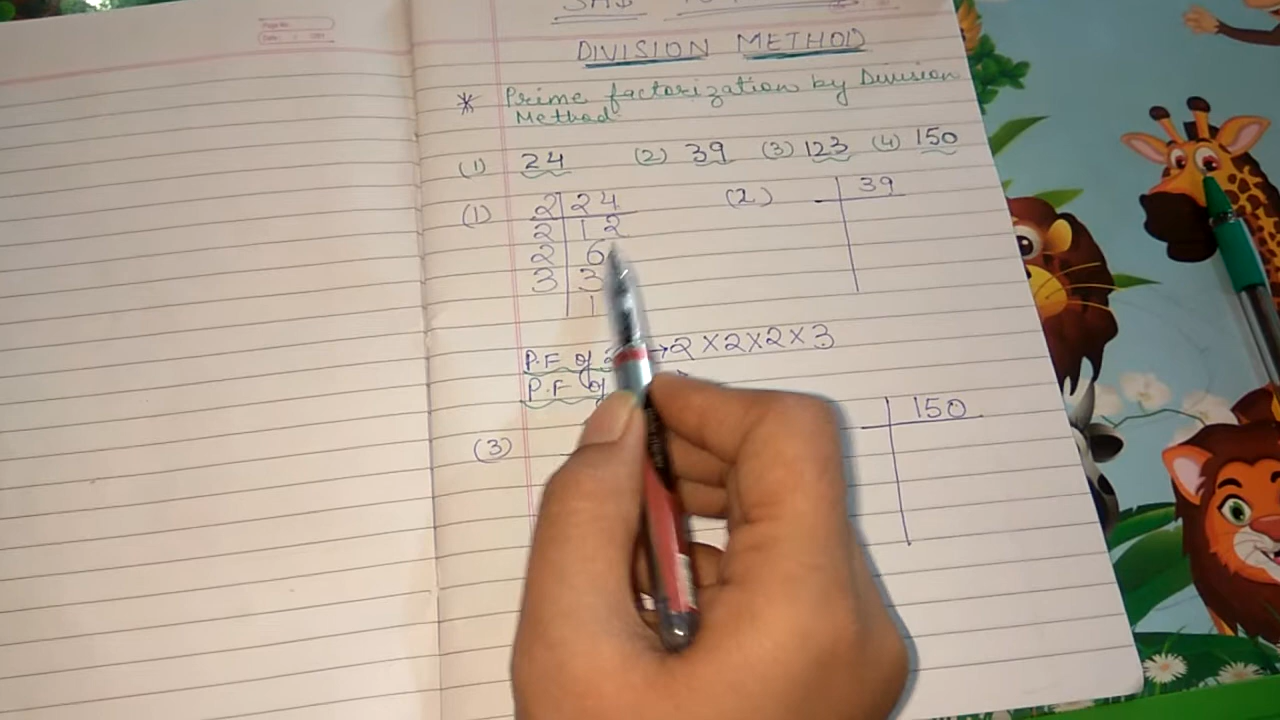 DIVISION METHOD
* Prime factorization by Division
Method
(1) 24 (2) 39 (3) 123 (4) 150
(1) 2 24 (2) 39
2 12
2 6
3 3
1
P.F of → 2×2×2×3
P.F of
(3) 150